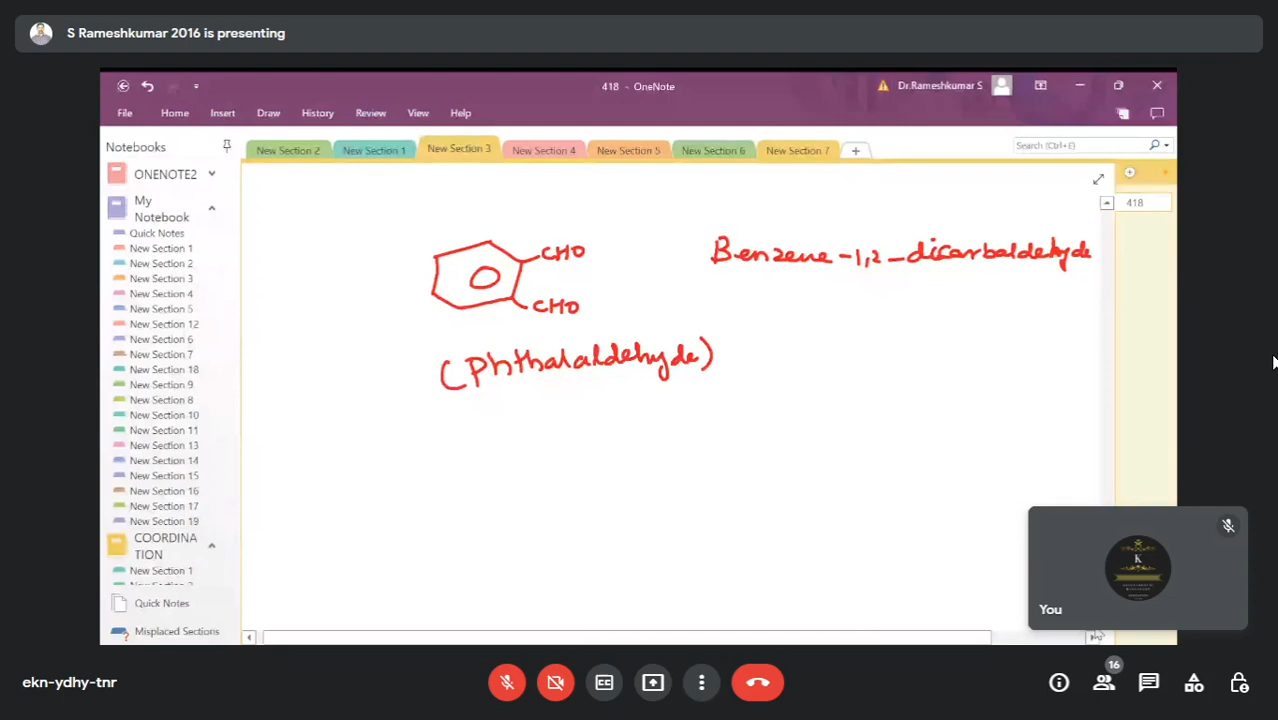 S Rameshkumar 2016 is presenting
418 - OneNote
Dr.Rameshkumar S
File Home Insert Draw History Review View Help
Notebooks
New Section 2 New Section 1 New Section 3 New Section 4 New Section 5 New Section 6 New Section 7 +
Search (Ctrl+E)
ONENOTE2
My
Notebook
Quick Notes
New Section 1
New Section 2
New Section 3
New Section 4
New Section 5
New Section 12
New Section 6
New Section 7
New Section 18
New Section 9
New Section 8
New Section 10
New Section 11
New Section 13
New Section 14
New Section 15
New Section 16
New Section 17
New Section 19
COORDINA
TION
New Section 1
Quick Notes
Misplaced Sections
418
CHO
CHO
Benzene-1,2-dicarbaldehyde
(Phthalaldehyde)
K
You
ekn-ydhy-tnr
CC
16